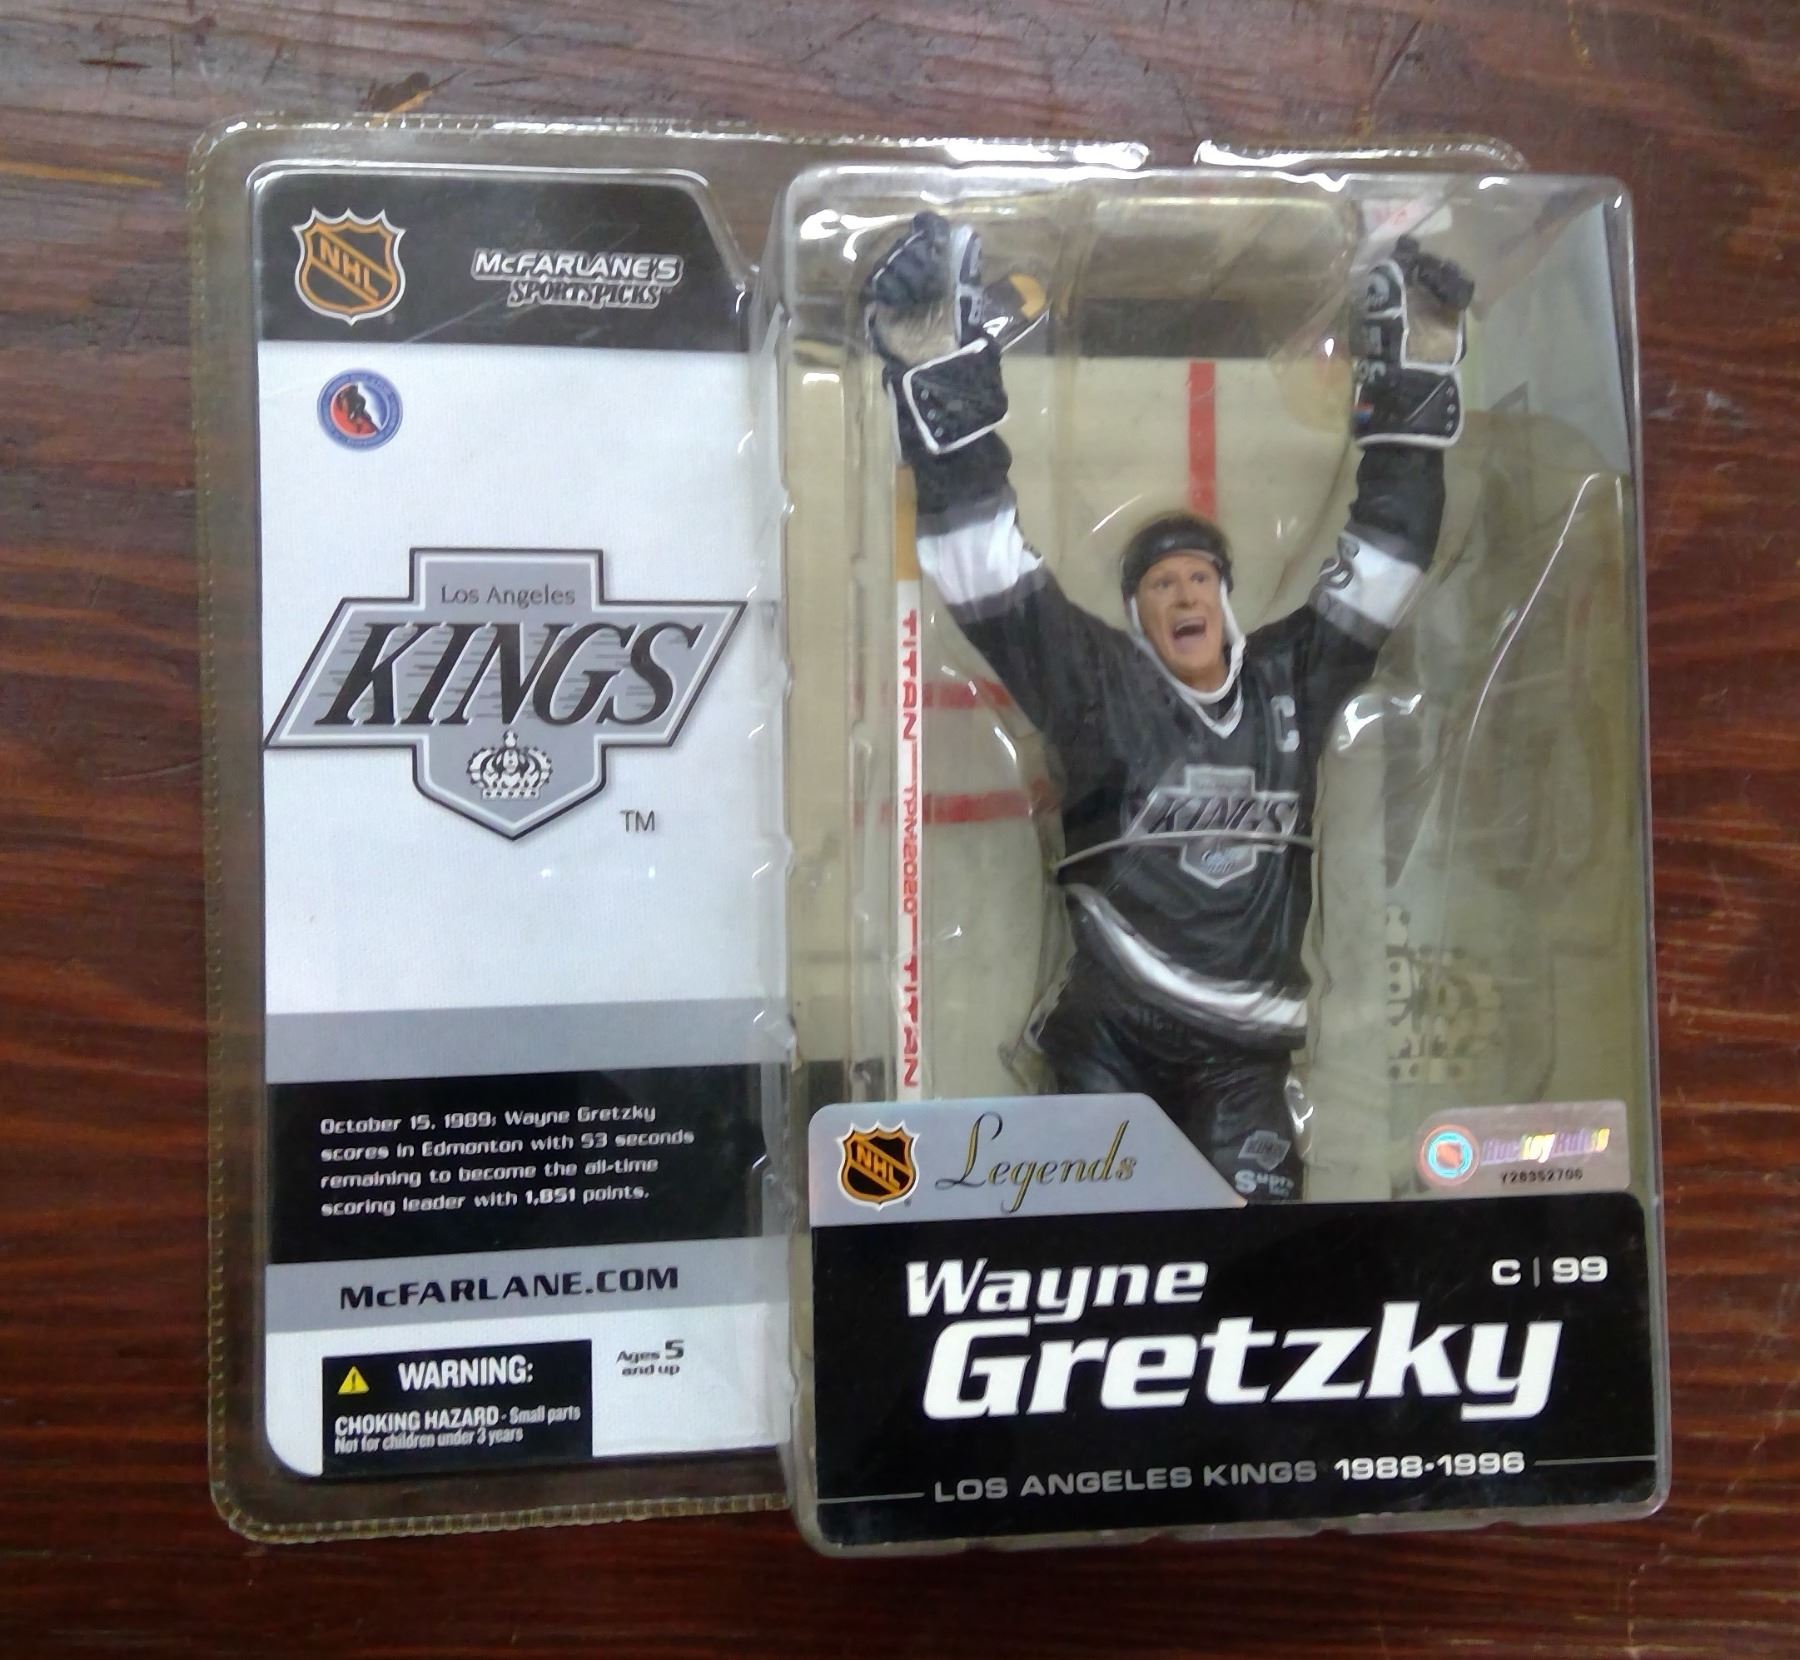 NHL
McFARLANE'S
SPORTSPICKS
Los Angeles
KINGS
TM
October 15, 1989: Wayne Gretzky
scores in Edmonton with 53 seconds
remaining to become the all-time
scoring leader with 1,851 points.
McFARLANE.COM
WARNING:
CHOKING HAZARD - Small parts
Not for children under 3 years
Ages 5
and up
TITAN TPM2020 TITAN
C
KINGS
NHL
Legends
Y28352706
Wayne
Gretzky
C | 99
LOS ANGELES KINGS 1988-1996